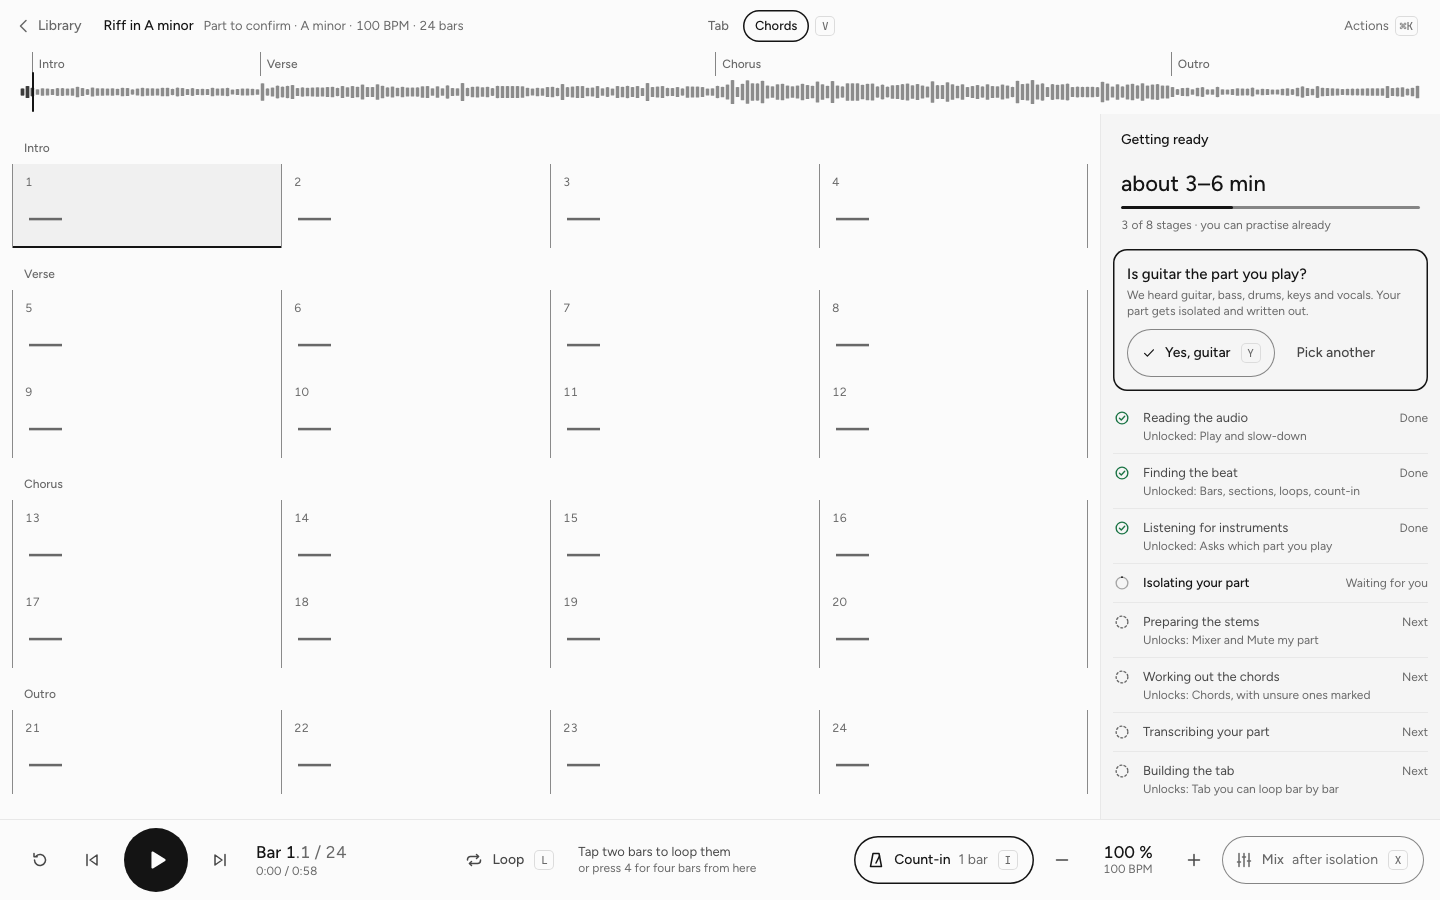 Library
Riff in A minor
Part to confirm · A minor · 100 BPM · 24 bars
Tab
Chords
V
Actions
⌘K
Intro
Verse
Chorus
Outro
Intro
1
2
3
4
Verse
5
6
7
8
9
10
11
12
Chorus
13
14
15
16
17
18
19
20
Outro
21
22
23
24
Getting ready
about 3–6 min
3 of 8 stages · you can practise already
Is guitar the part you play?
We heard guitar, bass, drums, keys and vocals. Your
part gets isolated and written out.
Yes, guitar
Y
Pick another
Reading the audio
Done
Unlocked: Play and slow-down
Finding the beat
Done
Unlocked: Bars, sections, loops, count-in
Listening for instruments
Done
Unlocked: Asks which part you play
Isolating your part
Waiting for you
Preparing the stems
Next
Unlocks: Mixer and Mute my part
Working out the chords
Next
Unlocks: Chords, with unsure ones marked
Transcribing your part
Next
Building the tab
Next
Unlocks: Tab you can loop bar by bar
Bar 1.1 / 24
0:00 / 0:58
Loop
L
Tap two bars to loop them
or press 4 for four bars from here
Count-in 1 bar
I
100 %
100 BPM
Mix after isolation
X